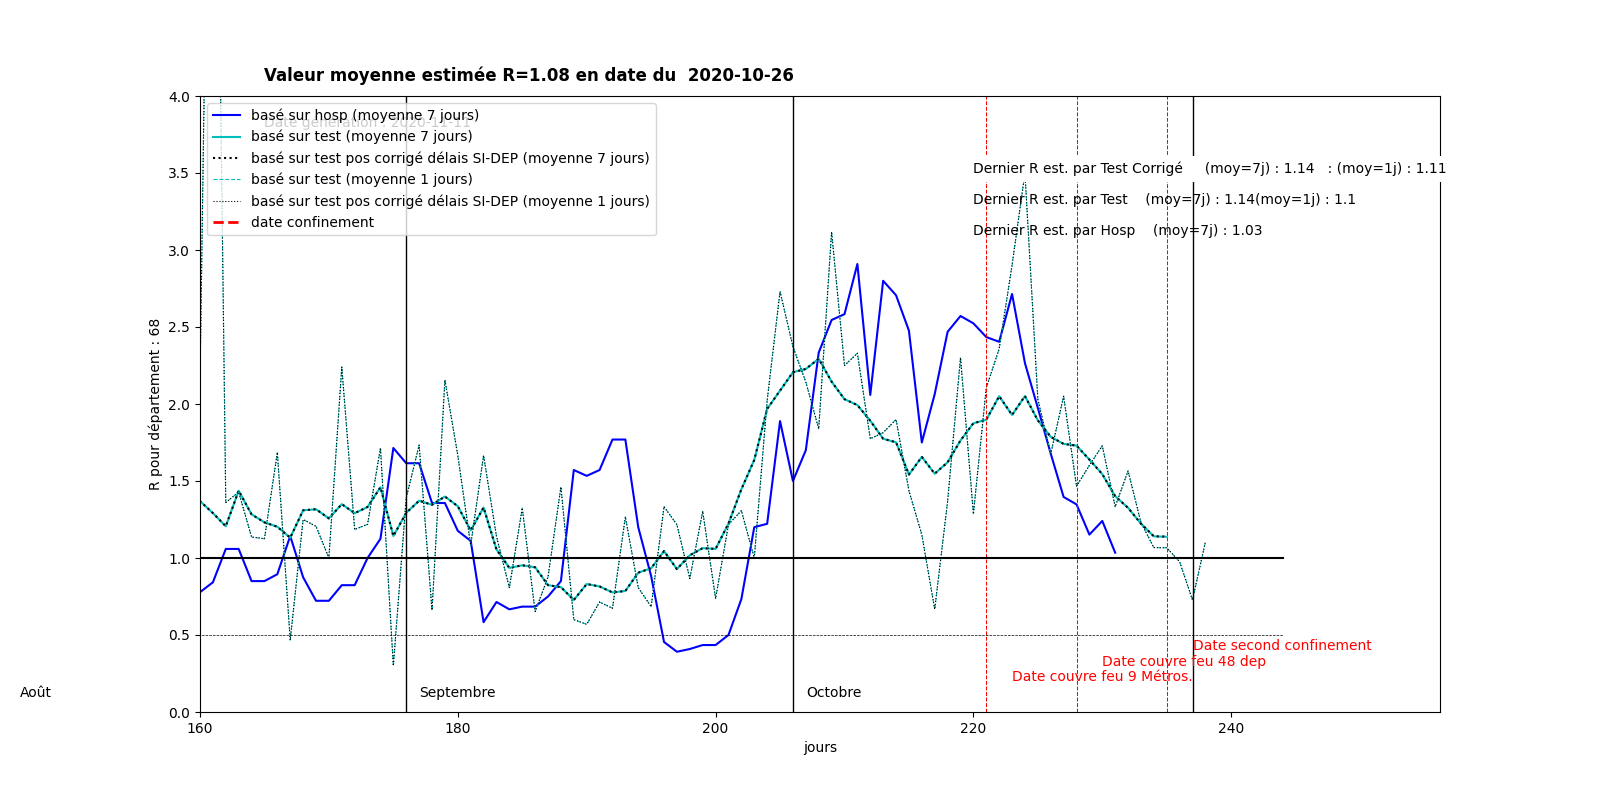 Valeur moyenne estimée R=1.08 en date du  2020-10-26
Date génération : 2020-11-11
basé sur hosp (moyenne 7 jours)
basé sur test (moyenne 7 jours)
basé sur test pos corrigé délais SI-DEP (moyenne 7 jours)
basé sur test (moyenne 1 jours)
basé sur test pos corrigé délais SI-DEP (moyenne 1 jours)
date confinement
Dernier R est. par Test Corrigé     (moy=7j) : 1.14   : (moy=1j) : 1.11
Dernier R est. par Test    (moy=7j) : 1.14(moy=1j) : 1.1
Dernier R est. par Hosp    (moy=7j) : 1.03
R pour département : 68
4.0
3.5
3.0
2.5
2.0
1.5
1.0
0.5
0.0
Date second confinement
Date couvre feu 48 dep
Date couvre feu 9 Métros.
Août
Septembre
Octobre
160
180
200
220
240
jours